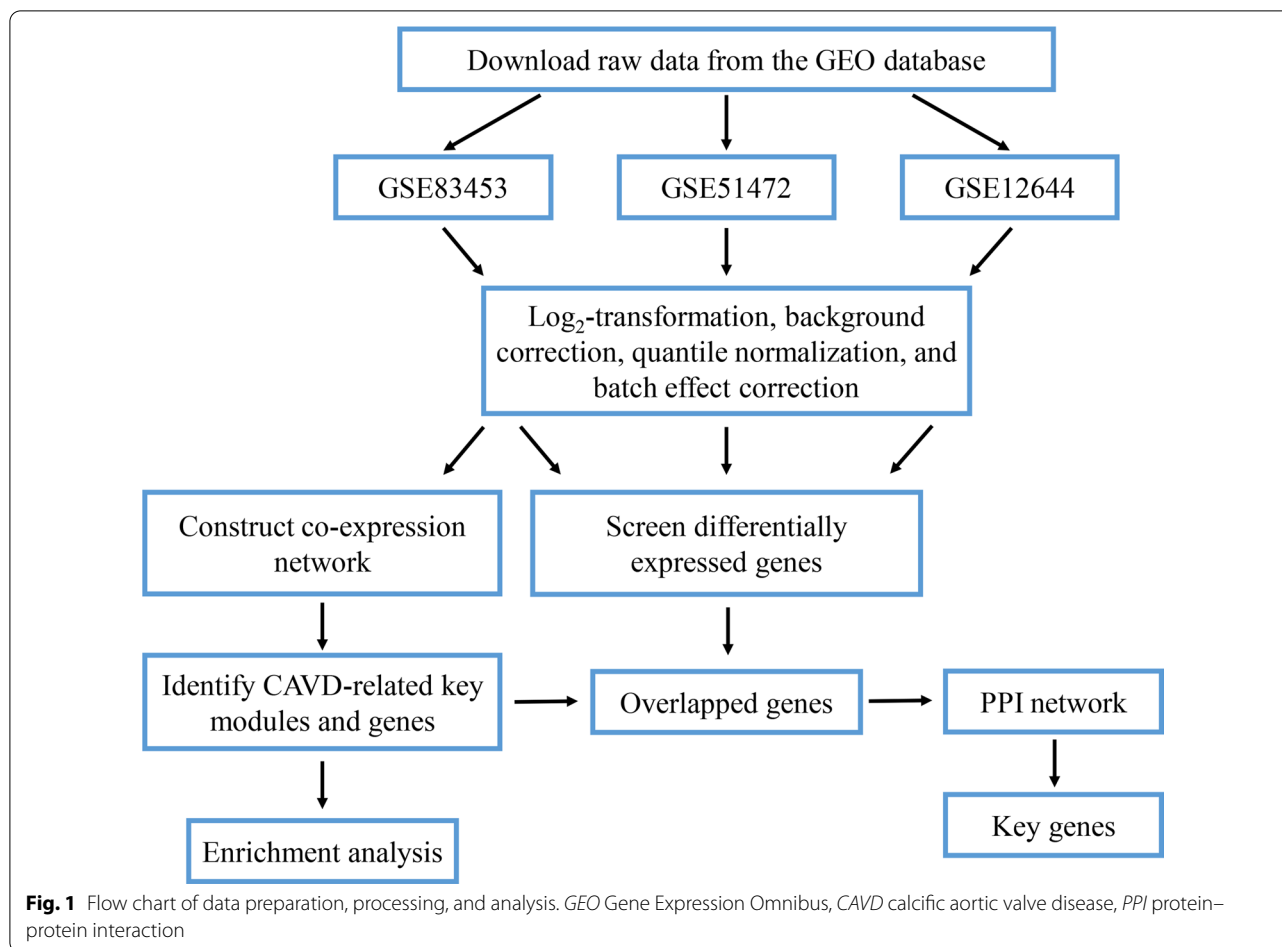 Download raw data from the GEO database
GSE83453
GSE51472
GSE12644
Log₂-transformation, background
correction, quantile normalization, and
batch effect correction
Construct co-expression
network
Screen differentially
expressed genes
Identify CAVD-related key
modules and genes
Overlapped genes
PPI network
Enrichment analysis
Key genes
Fig. 1 Flow chart of data preparation, processing, and analysis. GEO Gene Expression Omnibus, CAVD calcific aortic valve disease, PPI protein–
protein interaction